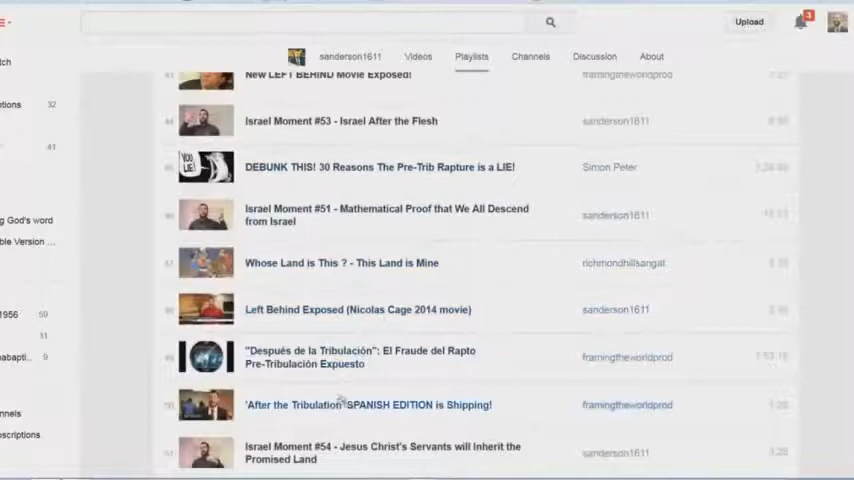 3
Upload
sanderson1611 Videos Playlists Channels Discussion About
tch
New LEFT BEHIND Movie Exposed! framingtheworldprod
ptions 32
Israel Moment #53 - Israel After the Flesh sanderson1611
41
YOU LIE!
DEBUNK THIS! 30 Reasons The Pre-Trib Rapture is a LIE! Simon Peter
Israel Moment #51 - Mathematical Proof that We All Descend
from Israel sanderson1611
ng God's word
ble Version ...
Whose Land is This ? - This Land is Mine richmondhillsangat..
Left Behind Exposed (Nicolas Cage 2014 movie) sanderson1611
1956 59
31
"Después de la Tribulación": El Fraude del Rapto
Pre-Tribulación Expuesto framingtheworldprod
abapti.. 9
'After the Tribulation' SPANISH EDITION is Shipping! framingtheworldprod
nnels
scriptions
Israel Moment #54 - Jesus Christ's Servants will Inherit the
Promised Land sanderson1611